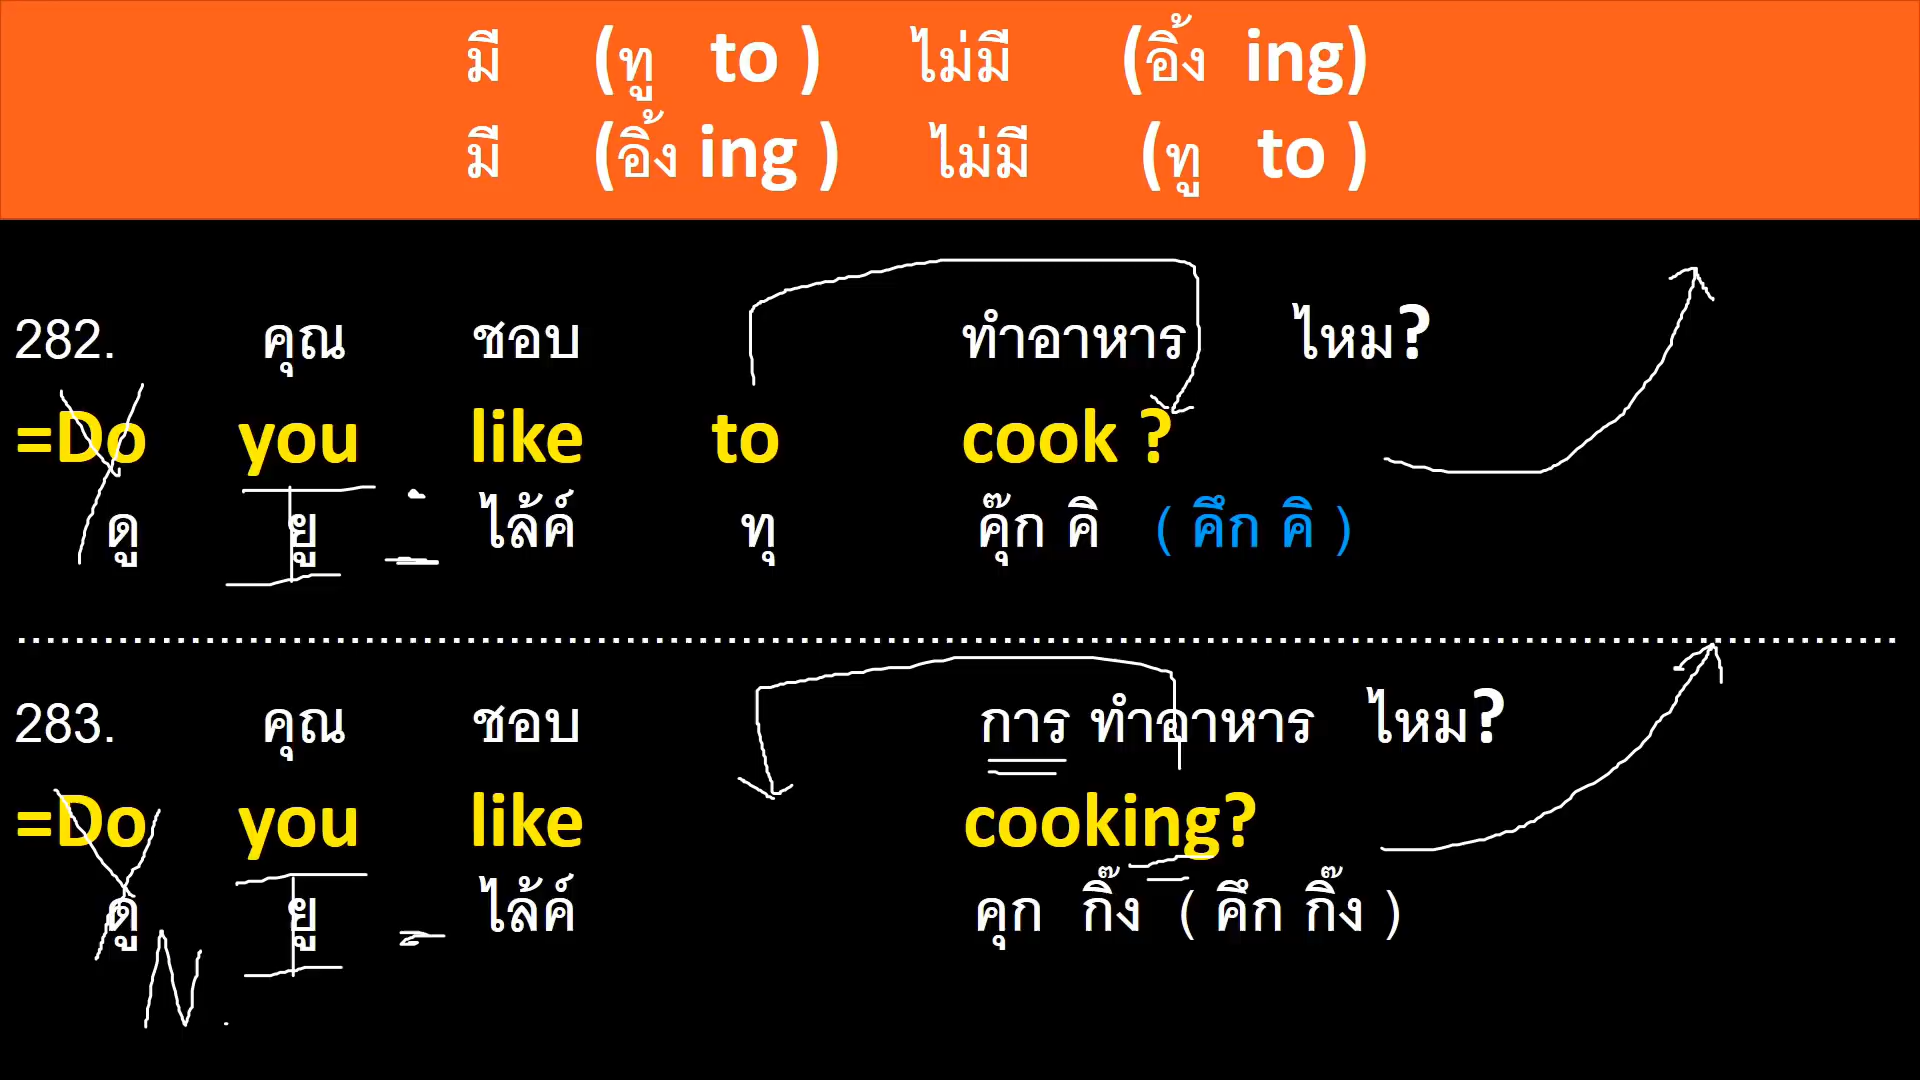 มี (ทู to ) ไม่มี (อิ้ง ing)
มี (อิ้ง ing ) ไม่มี (ทู to )
282. คุณ ชอบ ทำอาหาร ไหม?
=Do you like to cook ?
ดู ยู ไล้ค์ ทุ คุ๊ก คิ ( คึก คิ )
283. คุณ ชอบ การ ทำอาหาร ไหม?
=Do you like cooking?
ดู ยู ไล้ค์ คุก กิ๊ง ( คึก กิ๊ง )
N.